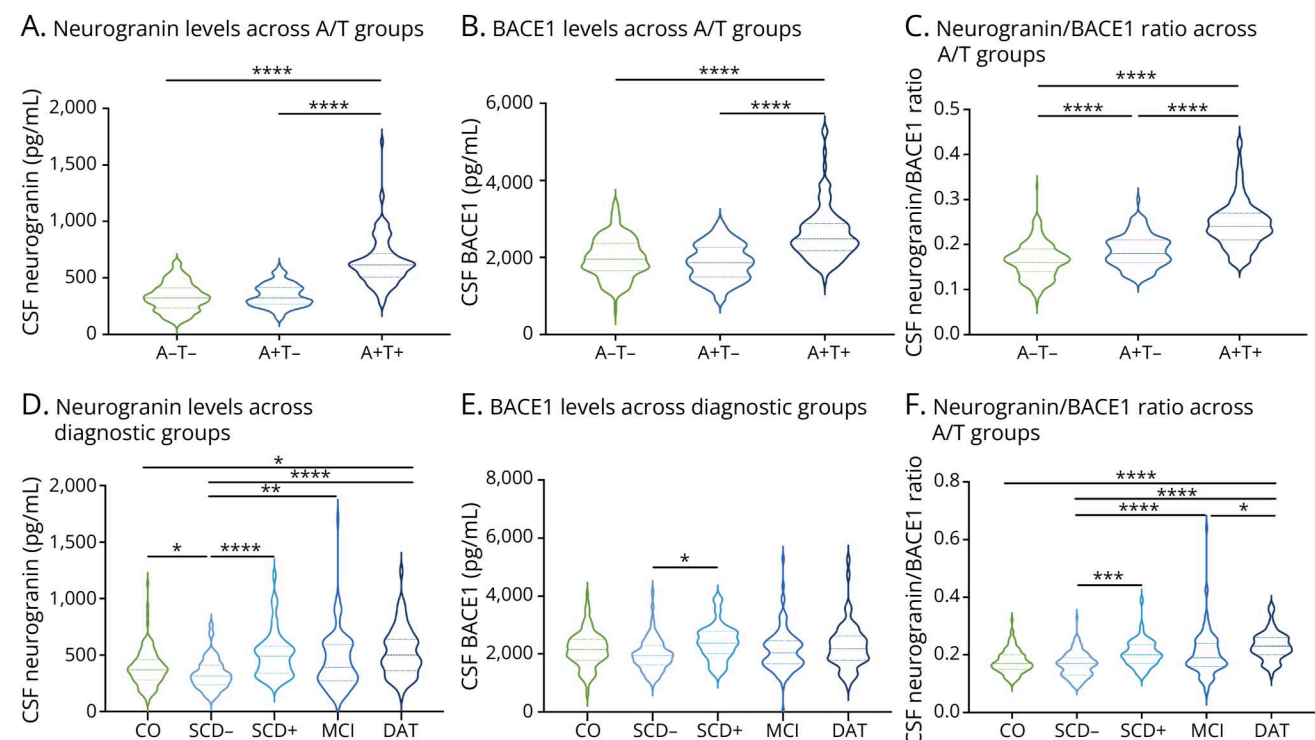 A. Neurogranin levels across A/T groups
CSF neurogranin (pg/mL)
2,000
1,500
1,000
500
0
****
****
A–T–
A+T–
A+T+
B. BACE1 levels across A/T groups
CSF BACE1 (pg/mL)
6,000
4,000
2,000
0
****
****
A–T–
A+T–
A+T+
C. Neurogranin/BACE1 ratio across
A/T groups
CSF neurogranin/BACE1 ratio
0.5
0.4
0.3
0.2
0.1
0.0
****
****
****
A–T–
A+T–
A+T+
D. Neurogranin levels across
diagnostic groups
CSF neurogranin (pg/mL)
2,000
1,500
1,000
500
0
*
****
**
*
****
CO
SCD–
SCD+
MCI
DAT
E. BACE1 levels across diagnostic groups
CSF BACE1 (pg/mL)
8,000
6,000
4,000
2,000
0
*
CO
SCD–
SCD+
MCI
DAT
F. Neurogranin/BACE1 ratio across
A/T groups
CSF neurogranin/BACE1 ratio
0.8
0.6
0.4
0.2
0.0
****
****
****
*
***
CO
SCD–
SCD+
MCI
DAT